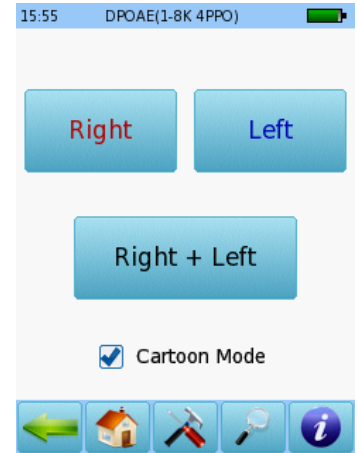 15:55 DPOAE(1-8K 4PPO)
Right Left
Right + Left
Cartoon Mode
i